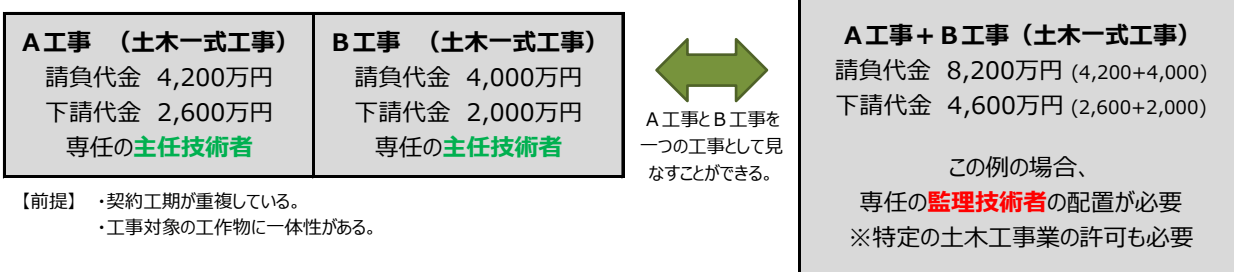 A工事 (土木一式工事)
請負代金 4,200万円
下請代金 2,600万円
専任の主任技術者
B工事 (土木一式工事)
請負代金 4,000万円
下請代金 2,000万円
専任の主任技術者
【前提】 ・契約工期が重複している。
・工事対象の工作物に一体性がある。
A工事とB工事を
一つの工事として見
なすことができる。
A工事+B工事(土木一式工事)
請負代金 8,200万円 (4,200+4,000)
下請代金 4,600万円 (2,600+2,000)
この例の場合、
専任の監理技術者の配置が必要
※特定の土木工事業の許可も必要